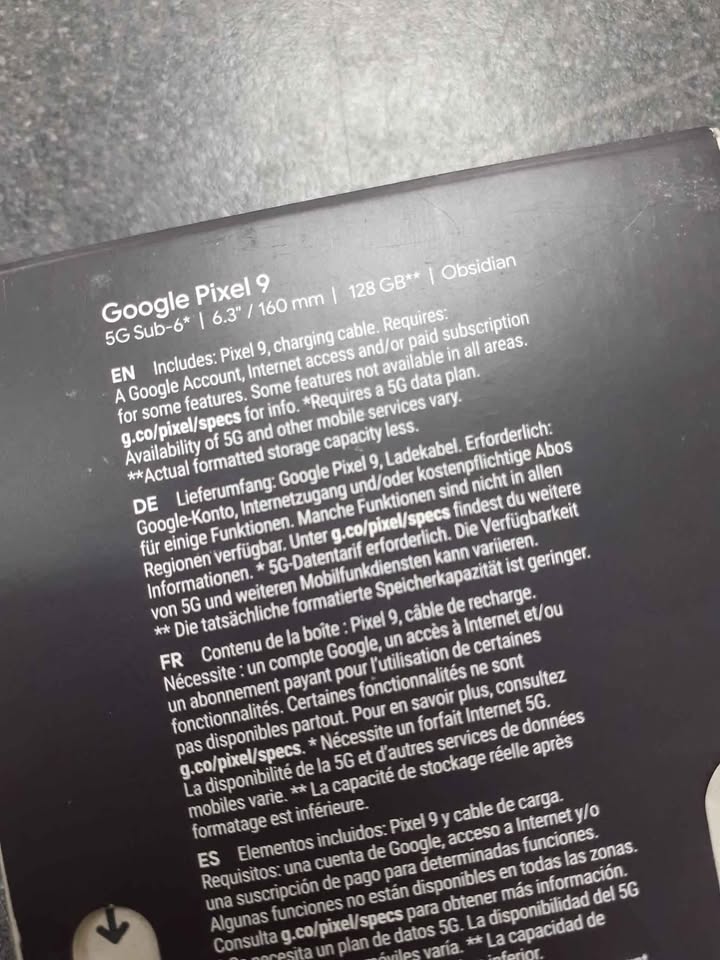 Google Pixel 9
5G Sub-6* | 6.3" / 160 mm | 128 GB** | Obsidian
EN Includes: Pixel 9, charging cable. Requires:
A Google Account, Internet access and/or paid subscription
for some features. Some features not available in all areas.
g.co/pixel/specs for info. *Requires a 5G data plan.
Availability of 5G and other mobile services vary.
**Actual formatted storage capacity less.
DE Lieferumfang: Google Pixel 9, Ladekabel. Erforderlich:
Google-Konto, Internetzugang und/oder kostenpflichtige Abos
für einige Funktionen. Manche Funktionen sind nicht in allen
Regionen verfügbar. Unter g.co/pixel/specs findest du weitere
Informationen. * 5G-Datentarif erforderlich. Die Verfügbarkeit
von 5G und weiteren Mobilfunkdiensten kann variieren.
** Die tatsächliche formatierte Speicherkapazität ist geringer.
FR Contenu de la boîte : Pixel 9, câble de recharge.
Nécessite : un compte Google, un accès à Internet et/ou
un abonnement payant pour l'utilisation de certaines
fonctionnalités. Certaines fonctionnalités ne sont
pas disponibles partout. Pour en savoir plus, consultez
g.co/pixel/specs. * Nécessite un forfait Internet 5G.
La disponibilité de la 5G et d'autres services de données
mobiles varie. ** La capacité de stockage réelle après
formatage est inférieure.
ES Elementos incluidos: Pixel 9 y cable de carga.
Requisitos: una cuenta de Google, acceso a Internet y/o
una suscripción de pago para determinadas funciones.
Algunas funciones no están disponibles en todas las zonas.
Consulta g.co/pixel/specs para obtener más información.
un plan de datos 5G. La disponibilidad del 5G
varía. ** La capacidad de
inferior.